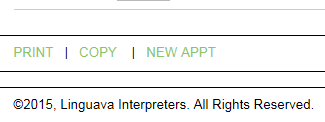 PRINT | COPY | NEW APPT
©2015, Linguava Interpreters. All Rights Reserved.